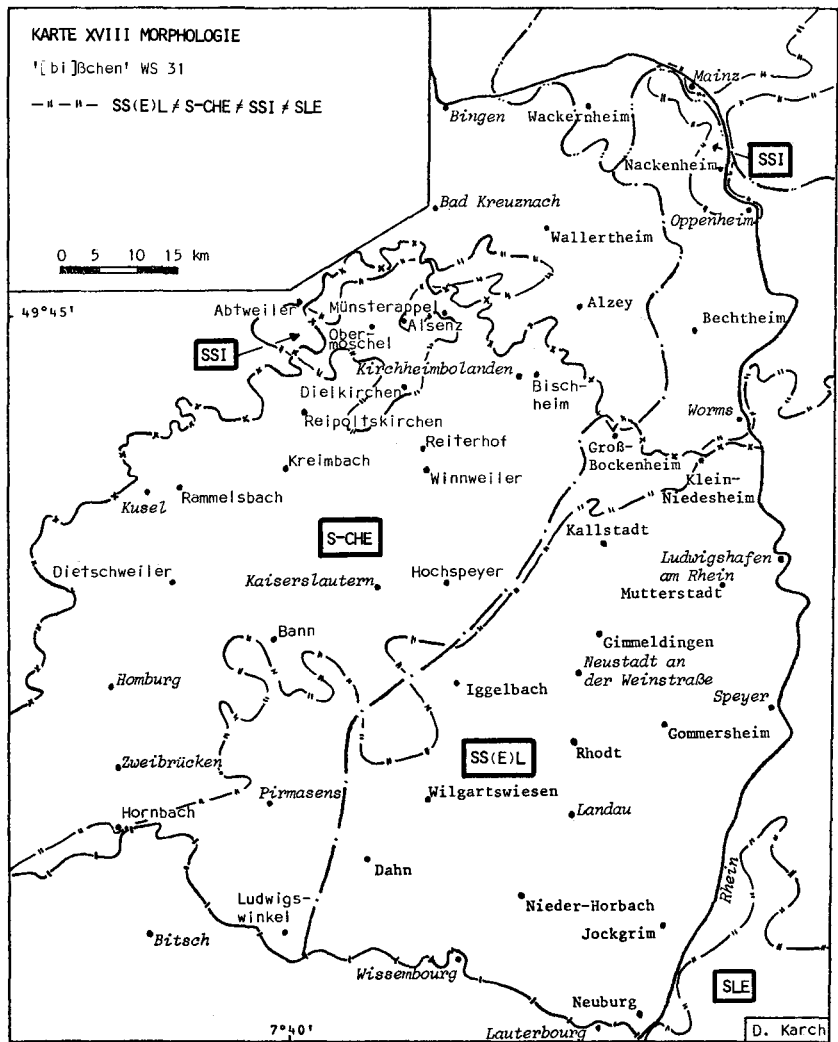 KARTE XVIII MORPHOLOGIE
'[bi]ßchen' WS 31
SS(E)L ≠ S-CHE ≠ SSI ≠ SLE
Mainz
Bingen
Wackernheim
Nackenheim
SSI
Bad Kreuznach
Oppenheim
Wallertheim
0 5 10 15 km
49°45'
Abtweiler
Münsterappel
Alzey
Alsenz
Bechtheim
Ober-
moschel
SSI
Kirchheimbolanden
Dielkirchen
Bisch-
heim
Reipoltskirchen
Worms
Reiterhof
Groß-
Bockenheim
Kreimbach
Winnweiler
Klein-
Niedesheim
Kusel
Rammelsbach
S-CHE
Kallstadt
Ludwigshafen
am Rhein
Dietschweiler
Kaiserslautern
Hochspeyer
Mutterstadt
Bann
Gimmeldingen
Neustadt an
der Weinstraße
Homburg
Iggelbach
Speyer
Gommersheim
Rhodt
SS(E)L
Zweibrücken
Pirmasens
Wilgartswiesen
Hornbach
Landau
Dahn
Rhein
Ludwigs-
winkel
Nieder-Horbach
Jockgrim
Bitsch
Wissembourg
SLE
Neuburg
7°40'
Lauterbourg
D. Karch